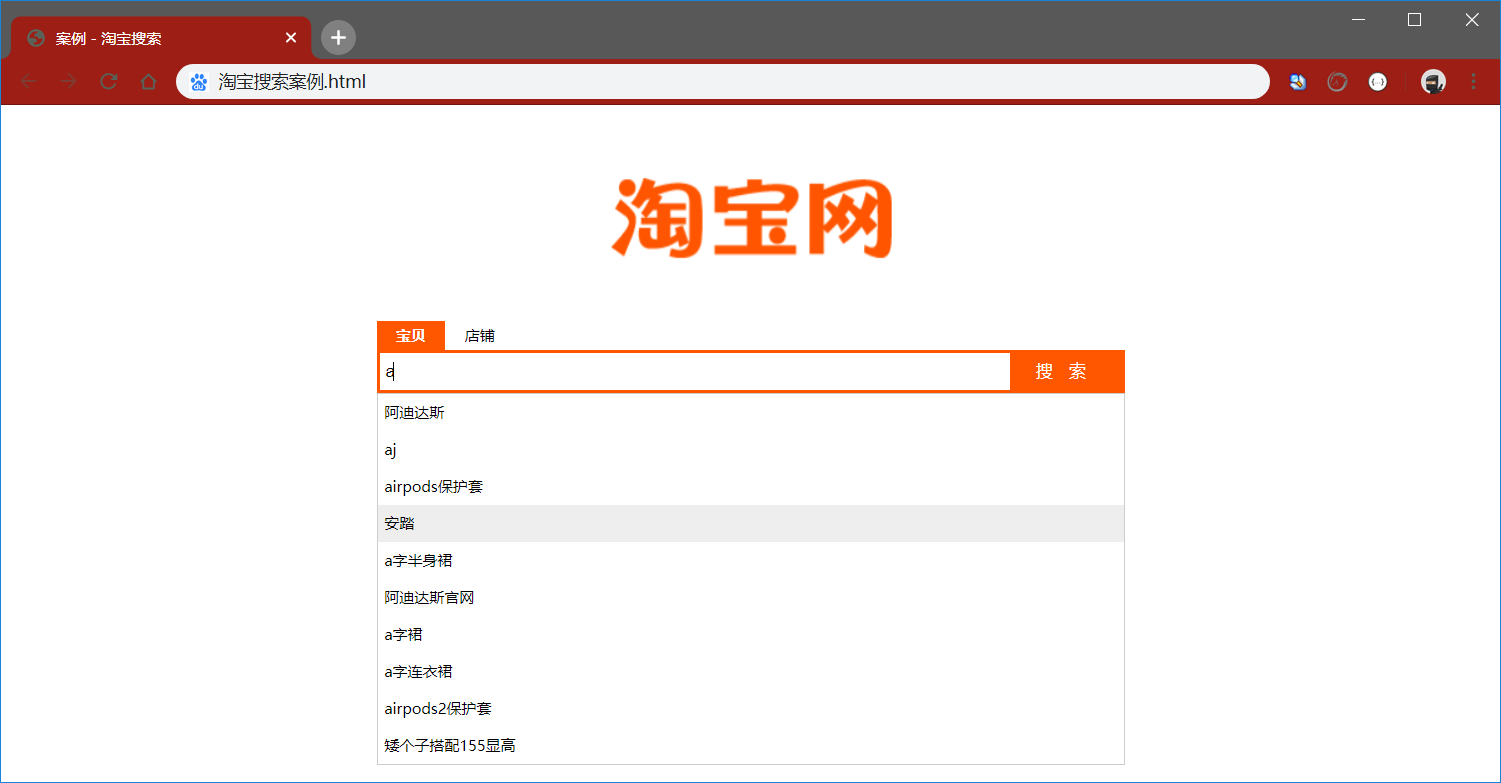 案例 - 淘宝搜索
淘宝搜索案例.html
淘宝网
宝贝 店铺
a 搜 索
阿迪达斯
aj
airpods保护套
安踏
a字半身裙
阿迪达斯官网
a字裙
a字连衣裙
airpods2保护套
矮个子搭配155显高